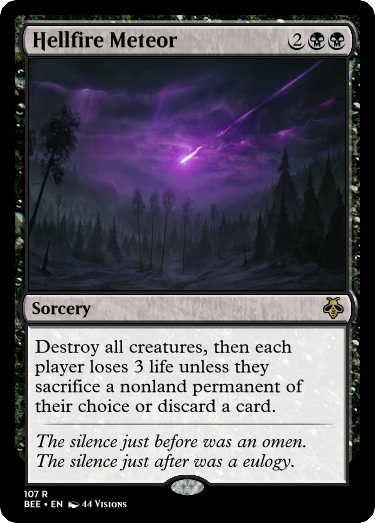 Hellfire Meteor 2
Sorcery
Destroy all creatures, then each
player loses 3 life unless they
sacrifice a nonland permanent of
their choice or discard a card.
The silence just before was an omen.
The silence just after was a eulogy.
107 R
BEE • EN 44 Visions